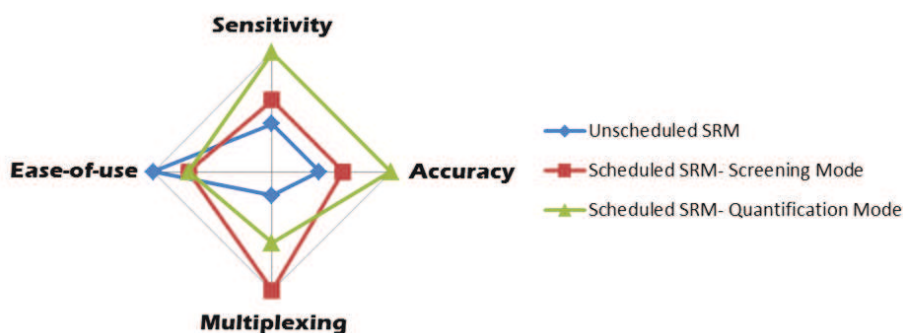 Sensitivity
Ease-of-use
Accuracy
Multiplexing
Unscheduled SRM
Scheduled SRM- Screening Mode
Scheduled SRM- Quantification Mode